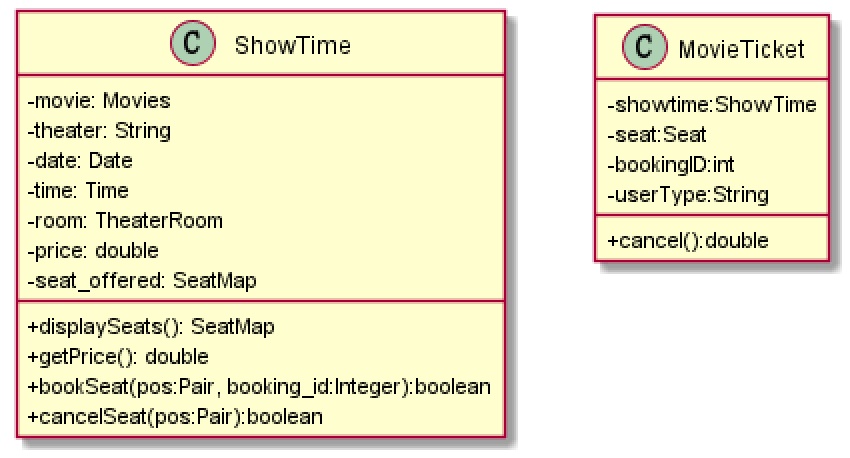 C ShowTime
-movie: Movies
-theater: String
-date: Date
-time: Time
-room: TheaterRoom
-price: double
-seat_offered: SeatMap
+displaySeats(): SeatMap
+getPrice(): double
+bookSeat(pos:Pair, booking_id:Integer):boolean
+cancelSeat(pos:Pair):boolean
C MovieTicket
-showtime:ShowTime
-seat:Seat
-bookingID:int
-userType:String
+cancel():double